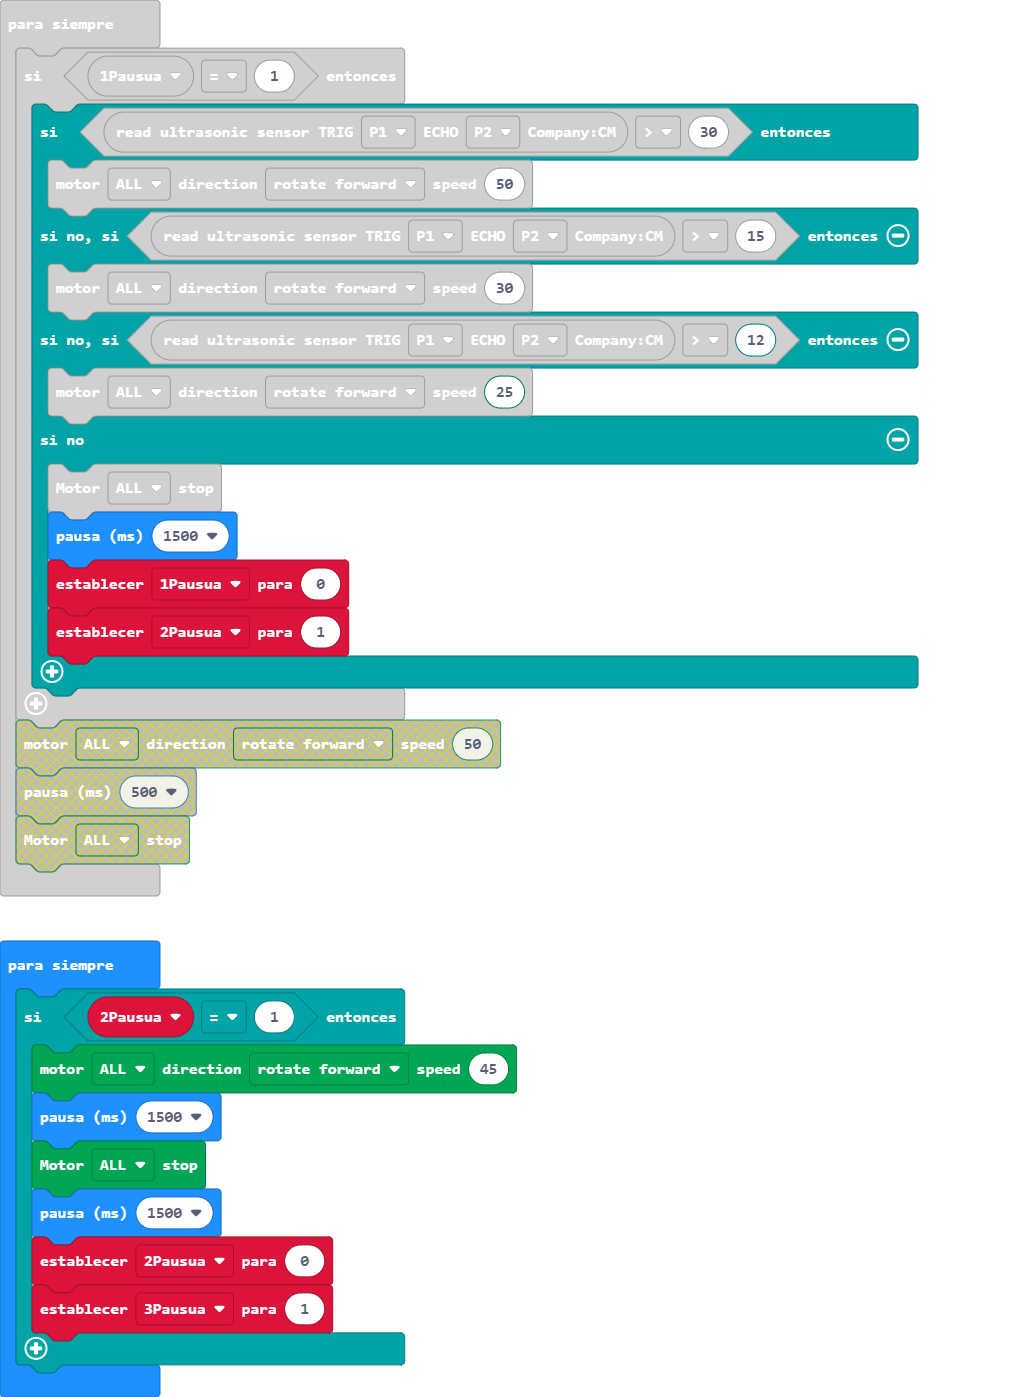 para siempre
si 1Pausua = 1 entonces
si read ultrasonic sensor TRIG P1 ECHO P2 Company:CM > 30 entonces
motor ALL direction rotate forward speed 50
si no, si read ultrasonic sensor TRIG P1 ECHO P2 Company:CM > 15 entonces
motor ALL direction rotate forward speed 30
si no, si read ultrasonic sensor TRIG P1 ECHO P2 Company:CM > 12 entonces
motor ALL direction rotate forward speed 25
si no
Motor ALL stop
pausa (ms) 1500
establecer 1Pausua para 0
establecer 2Pausua para 1
motor ALL direction rotate forward speed 50
pausa (ms) 500
Motor ALL stop
para siempre
si 2Pausua = 1 entonces
motor ALL direction rotate forward speed 45
pausa (ms) 1500
Motor ALL stop
pausa (ms) 1500
establecer 2Pausua para 0
establecer 3Pausua para 1